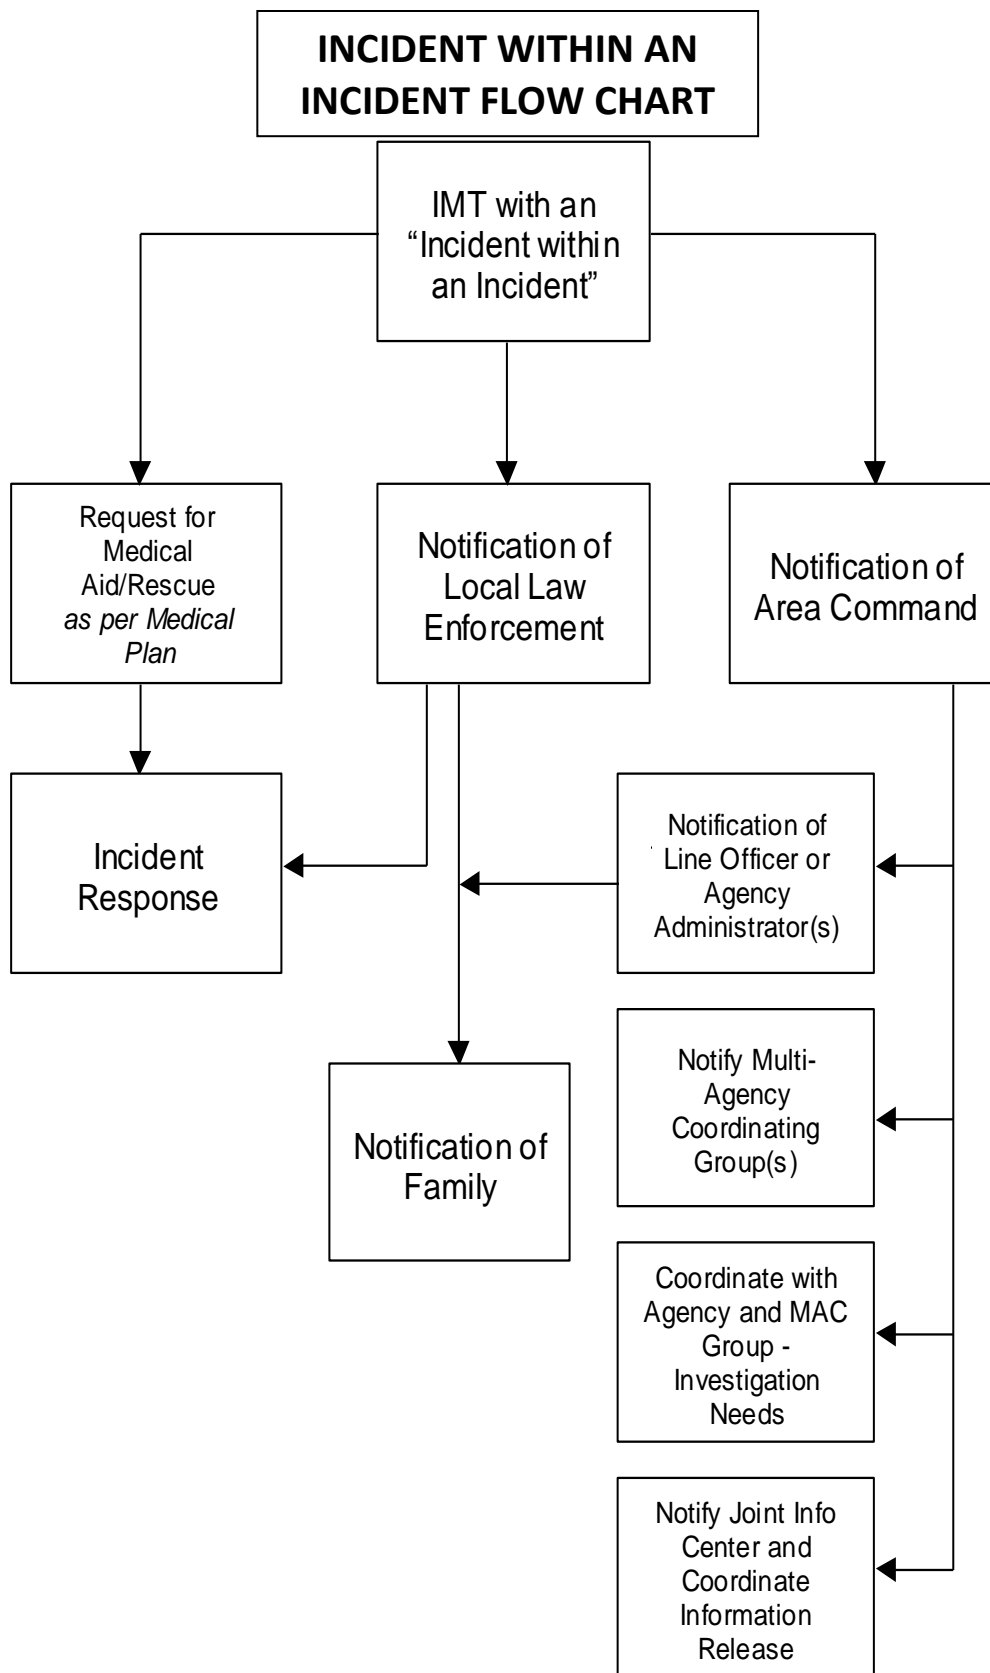 INCIDENT WITHIN AN
INCIDENT FLOW CHART
IMT with an
“Incident within
an Incident”
Request for
Medical
Aid/Rescue
as per Medical
Plan
Notification of
Local Law
Enforcement
Notification of
Area Command
Incident
Response
Notification of
Line Officer or
Agency
Administrator(s)
Notify Multi-
Agency
Coordinating
Group(s)
Notification of
Family
Coordinate with
Agency and MAC
Group -
Investigation
Needs
Notify Joint Info
Center and
Coordinate
Information
Release